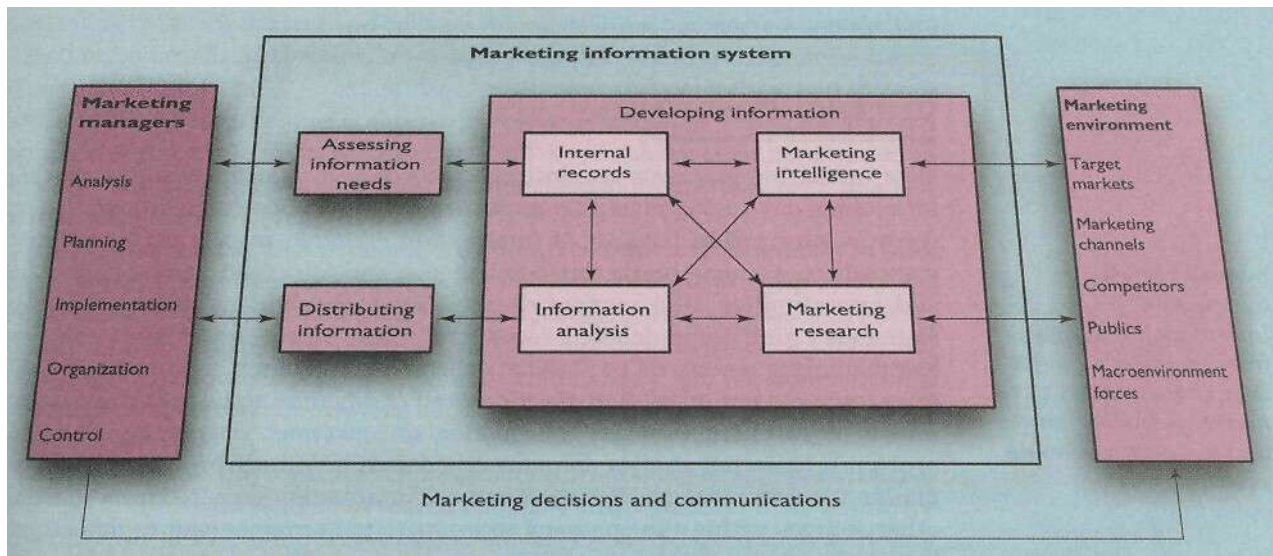 Marketing information system
Marketing
managers
Analysis
Planning
Implementation
Organization
Control
Assessing
information
needs
Distributing
information
Developing information
Internal
records
Marketing
intelligence
Information
analysis
Marketing
research
Marketing
environment
Target
markets
Marketing
channels
Competitors
Publics
Macroenvironment
forces
Marketing decisions and communications